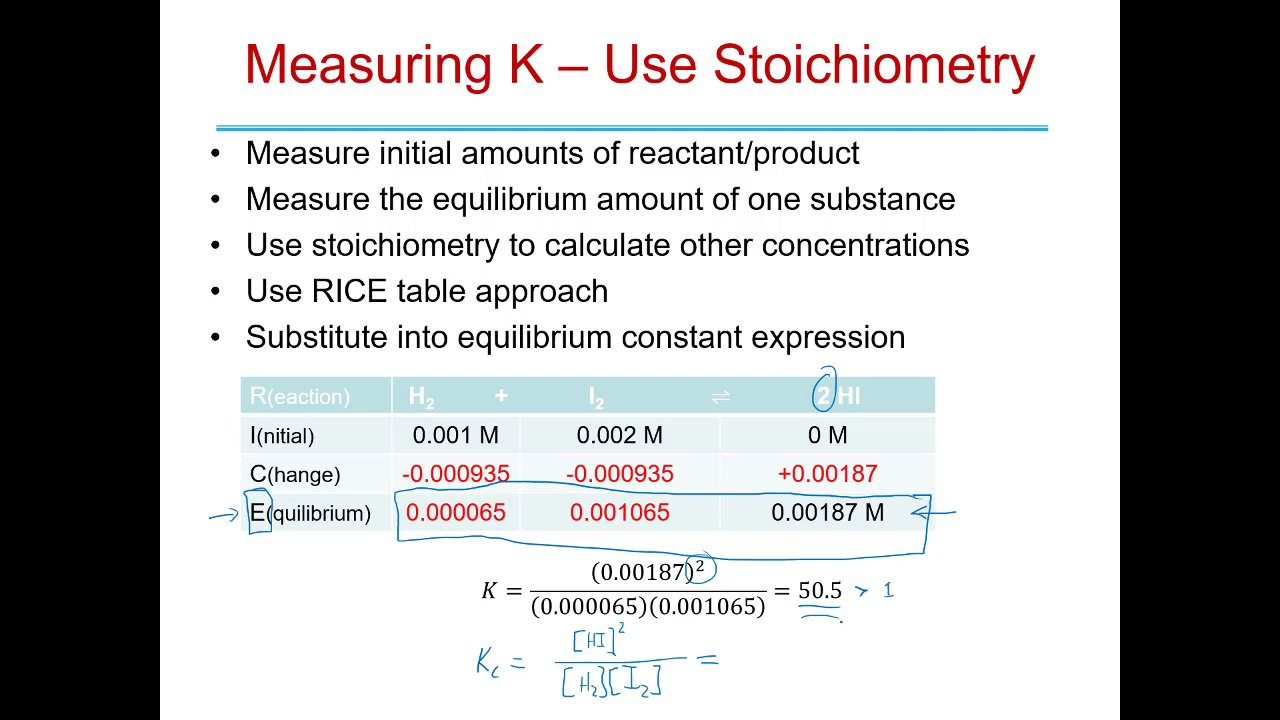 Measuring K – Use Stoichiometry
• Measure initial amounts of reactant/product
• Measure the equilibrium amount of one substance
• Use stoichiometry to calculate other concentrations
• Use RICE table approach
• Substitute into equilibrium constant expression
R(eaction) H₂ + I₂ ⇌ 2 HI
I(nitial) 0.001 M 0.002 M 0 M
C(hange) -0.000935 -0.000935 +0.00187
E(quilibrium) 0.000065 0.001065 0.00187 M
K = (0.00187)² / (0.000065)(0.001065) = 50.5 > 1
K_c = [HI]² / [H₂][I₂] =